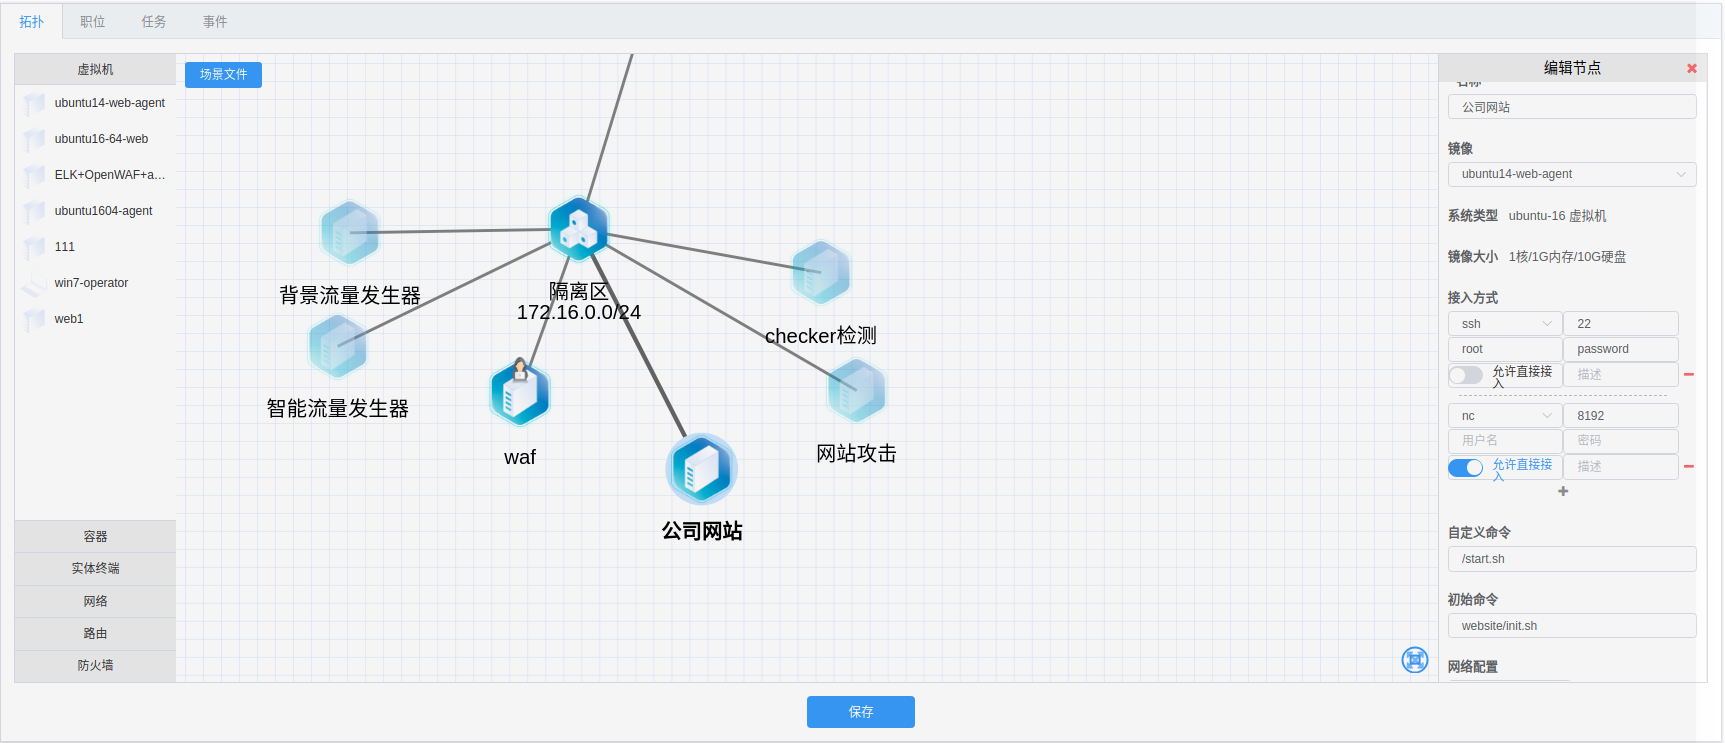 拓扑
职位
任务
事件
虚拟机
ubuntu14-web-agent
ubuntu16-64-web
ELK+OpenWAF+a...
ubuntu1604-agent
111
win7-operator
web1
容器
实体终端
网络
路由
防火墙
场景文件
背景流量发生器
隔离区
172.16.0.0/24
checker检测
智能流量发生器
waf
网站攻击
公司网站
编辑节点
名称
公司网站
镜像
ubuntu14-web-agent
系统类型 ubuntu-16 虚拟机
镜像大小 1核/1G内存/10G硬盘
接入方式
ssh 22
root password
允许直接接
入
描述
nc 8192
用户名 密码
允许直接接
入
描述
自定义命令
/start.sh
初始命令
website/init.sh
网络配置
保存